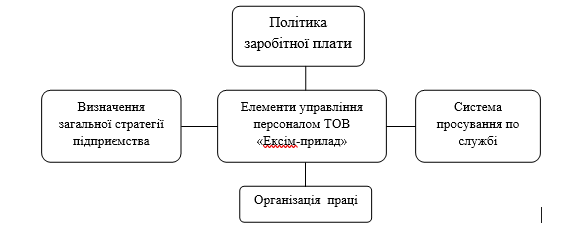 Політика
заробітної плати
Визначення
загальної стратегії
підприємства
Елементи управління
персоналом ТОВ
«Ексім-прилад»
Система
просування по
службі
Організація праці